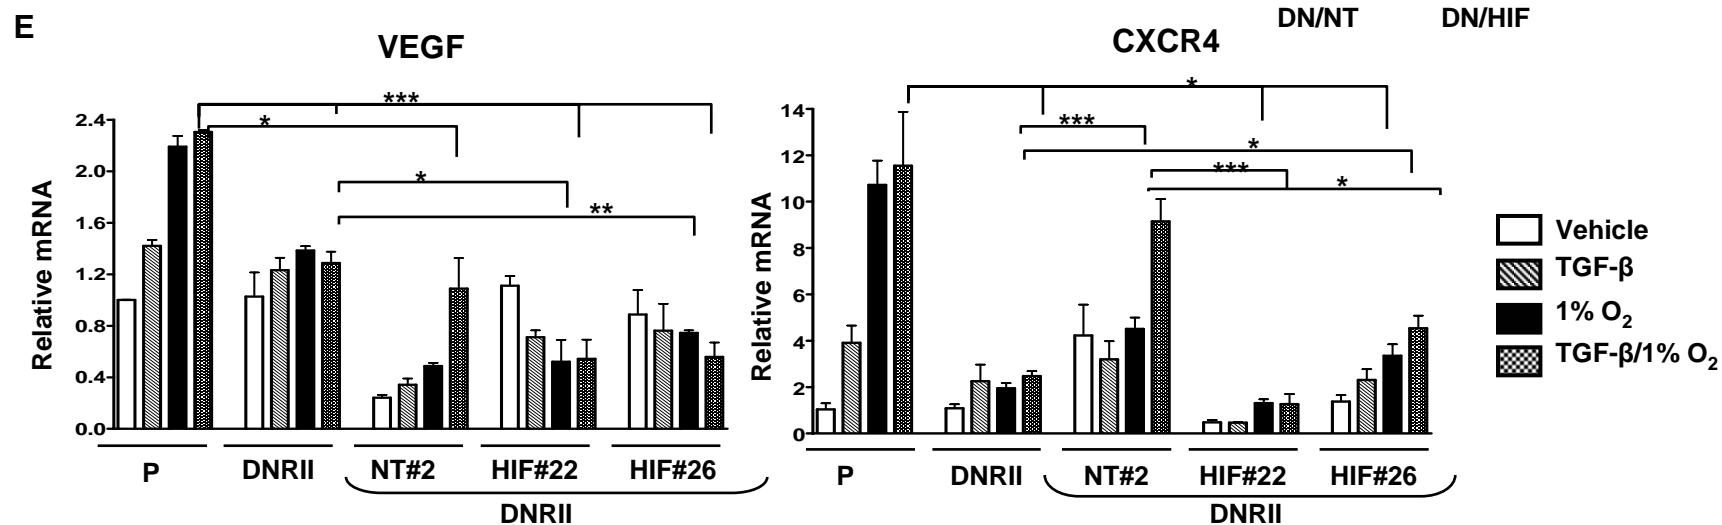 E
DN/NT DN/HIF
VEGF
CXCR4
***
*
*
**
*
***
*
***
*
Relative mRNA
2.4
2.0
1.6
1.2
0.8
0.4
0.0
P DNRII NT#2 HIF#22 HIF#26
DNRII
Relative mRNA
14
12
10
8
6
4
2
0
P DNRII NT#2 HIF#22 HIF#26
DNRII
Vehicle
TGF-β
1% O₂
TGF-β/1% O₂